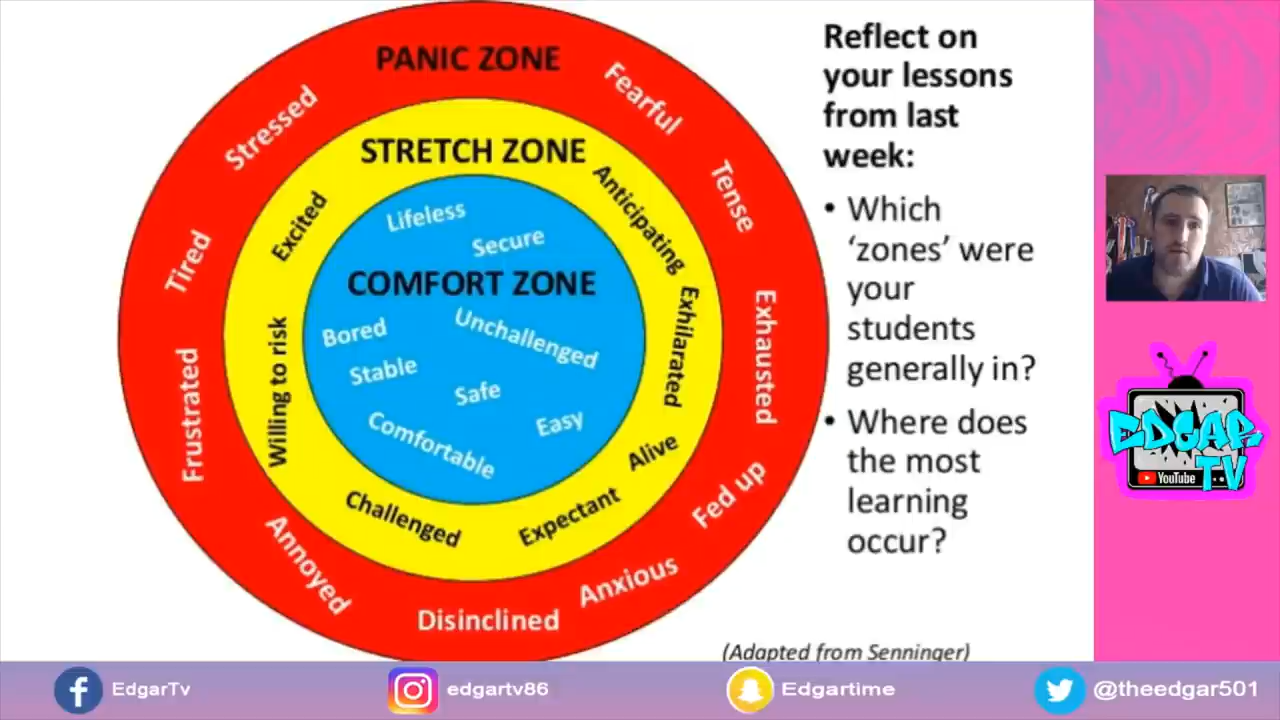 PANIC ZONE
Stressed
Fearful
Tense
Tired
Exhausted
Frustrated
Fed up
Annoyed
Anxious
Disinclined
STRETCH ZONE
Excited
Anticipating
Exhilarated
Willing to risk
Alive
Challenged
Expectant
Lifeless
Secure
COMFORT ZONE
Bored
Unchallenged
Stable
Safe
Easy
Comfortable
Reflect on
your lessons
from last
week:
• Which
‘zones’ were
your
students
generally in?
• Where does
the most
learning
occur?
(Adapted from Senninger)
EDGAR
TV
YouTube
EdgarTv
edgartv86
Edgartime
@theedgar501